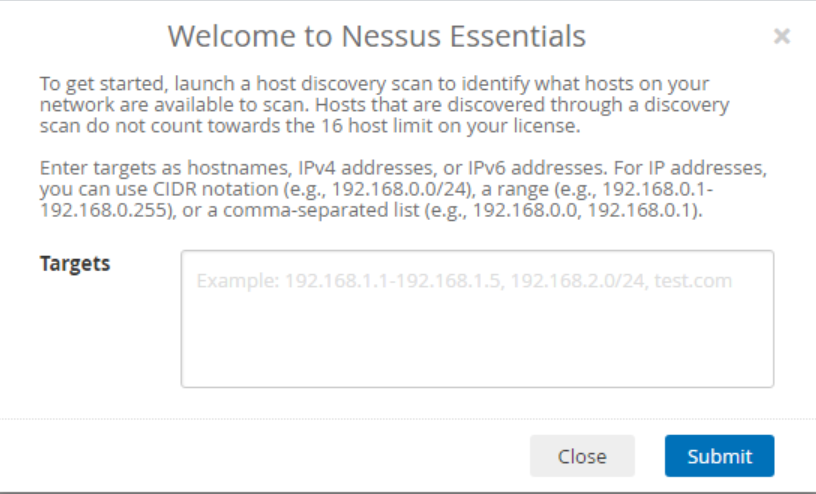 Welcome to Nessus Essentials
×
To get started, launch a host discovery scan to identify what hosts on your
network are available to scan. Hosts that are discovered through a discovery
scan do not count towards the 16 host limit on your license.
Enter targets as hostnames, IPv4 addresses, or IPv6 addresses. For IP addresses,
you can use CIDR notation (e.g., 192.168.0.0/24), a range (e.g., 192.168.0.1-
192.168.0.255), or a comma-separated list (e.g., 192.168.0.0, 192.168.0.1).
Targets
Example: 192.168.1.1-192.168.1.5, 192.168.2.0/24, test.com
Close
Submit